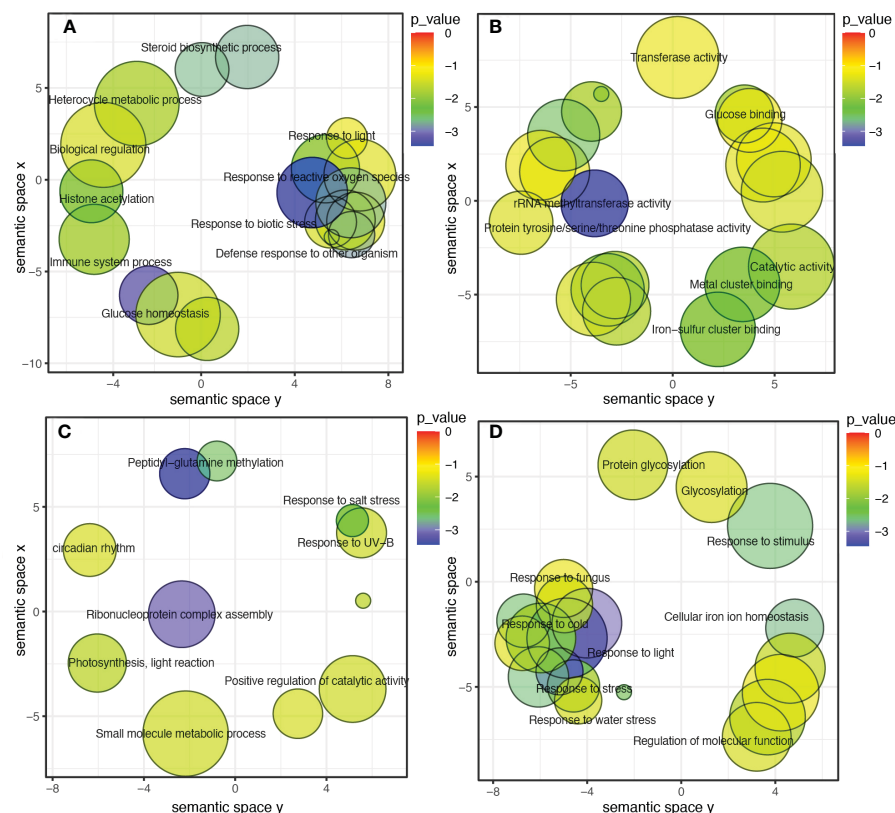 A
p_value
0
−1
−2
−3
5
0
−5
−10
−4
0
4
8
semantic space x
semantic space y
Steroid biosynthetic process
Heterocycle metabolic process
Biological regulation
Response to light
Response to reactive oxygen species
Histone acetylation
Response to biotic stress
Defense response to other organism
Immune system process
Glucose homeostasis
B
p_value
0
−1
−2
−3
5
0
−5
−5
0
5
semantic space x
semantic space y
Transferase activity
Glucose binding
rRNA methyltransferase activity
Protein tyrosine/serine/threonine phosphatase activity
Catalytic activity
Metal cluster binding
Iron−sulfur cluster binding
C
p_value
0
−1
−2
−3
5
0
−5
−8
−4
0
4
semantic space x
semantic space y
Peptidyl−glutamine methylation
Response to salt stress
Response to UV−B
circadian rhythm
Ribonucleoprotein complex assembly
Photosynthesis, light reaction
Positive regulation of catalytic activity
Small molecule metabolic process
D
p_value
0
−1
−2
−3
5
0
−5
−8
−4
0
4
semantic space
semantic space y
Protein glycosylation
Glycosylation
Response to stimulus
Response to fungus
Cellular iron ion homeostasis
Response to cold
Response to light
Response to stress
Response to water stress
Regulation of molecular function